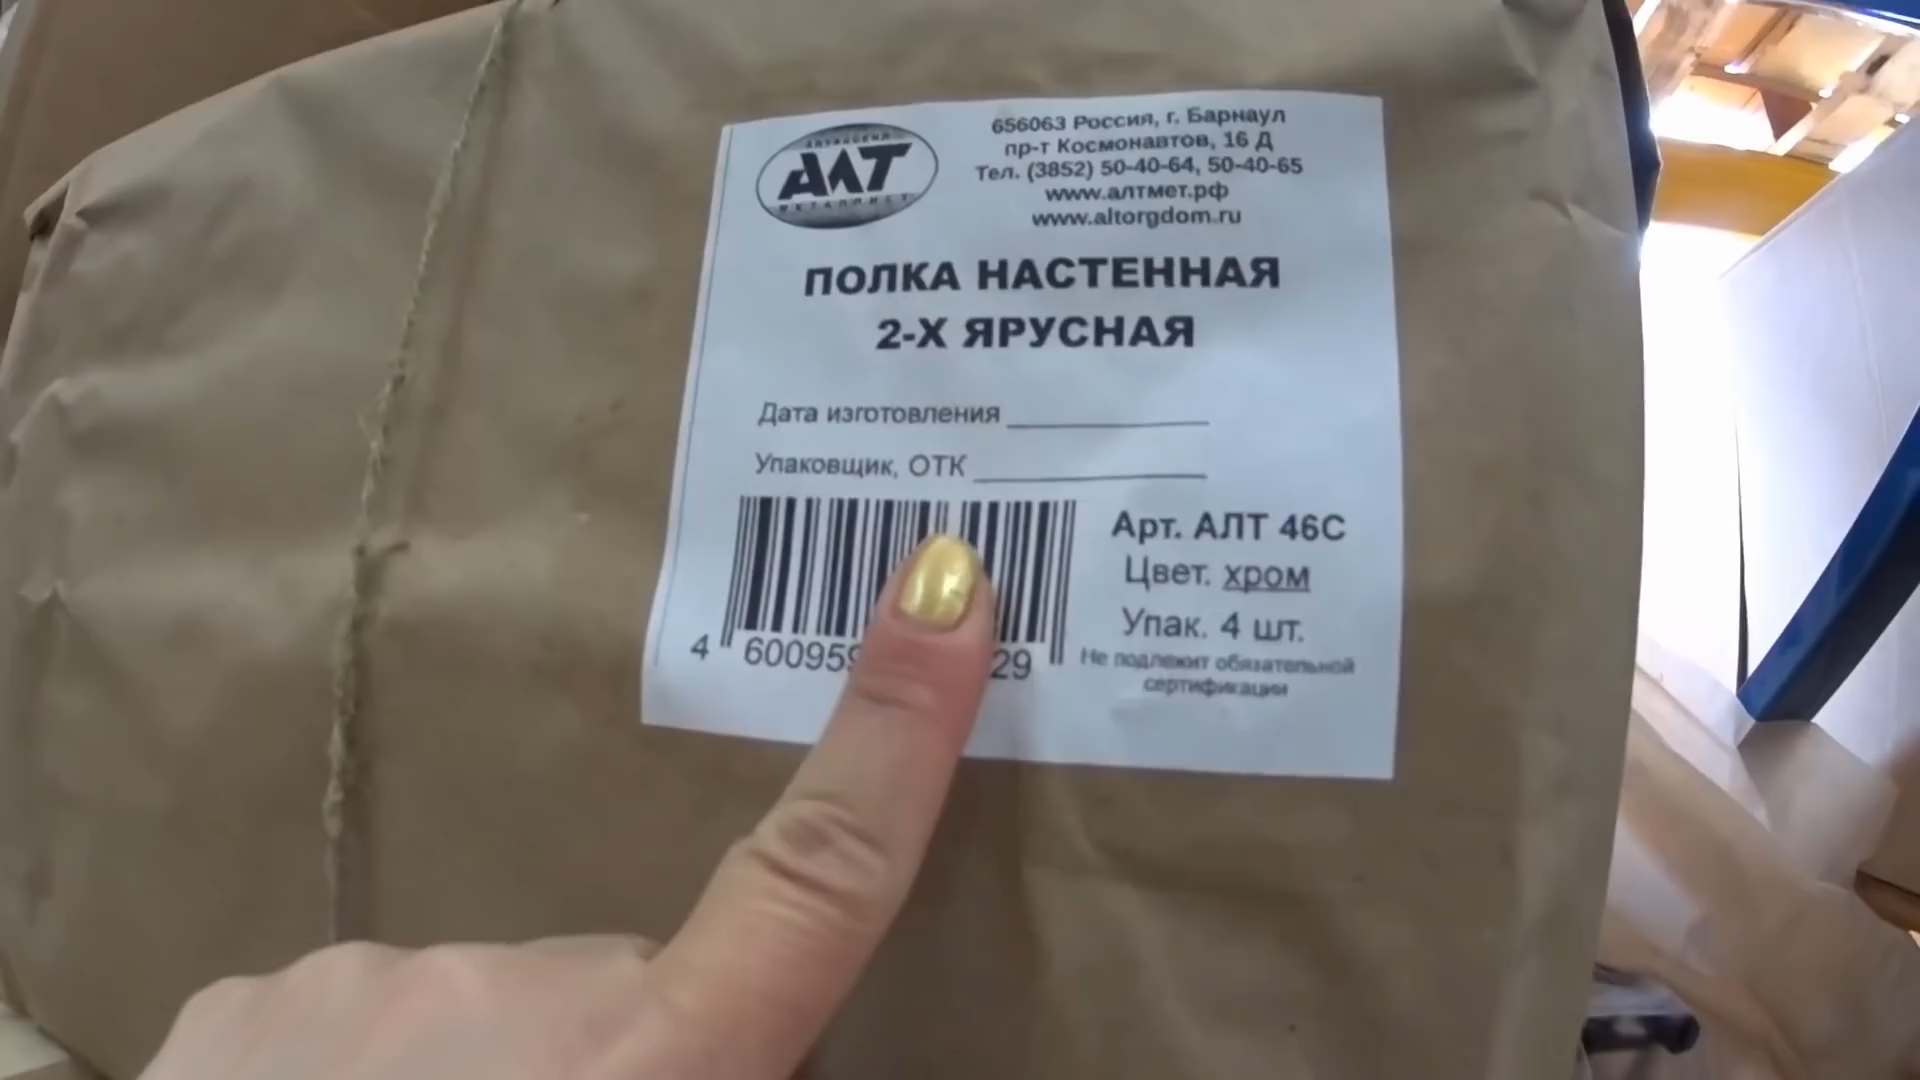 АЛТ
656063 Россия, г. Барнаул
пр-т Космонавтов, 16 Д
Тел. (3852) 50-40-64, 50-40-65
www.алтмет.рф
www.altorgdom.ru
ПОЛКА НАСТЕННАЯ
2-Х ЯРУСНАЯ
Дата изготовления
Упаковщик, ОТК
Арт. АЛТ 46С
Цвет. хром
Упак. 4 шт.
Не подлежит обязательной
сертификации
4 600959 29